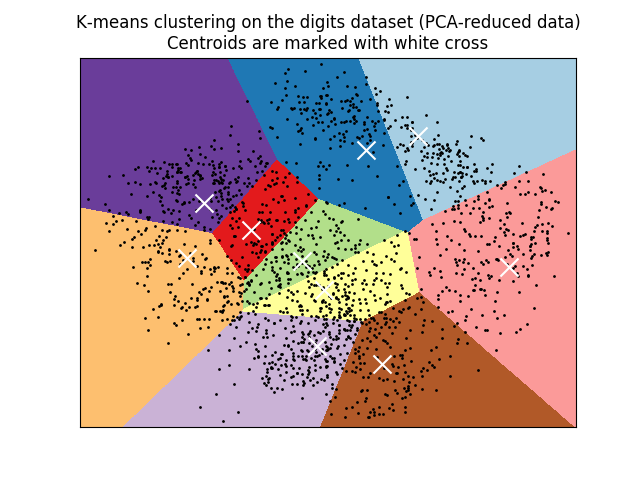 K-means clustering on the digits dataset (PCA-reduced data)
Centroids are marked with white cross